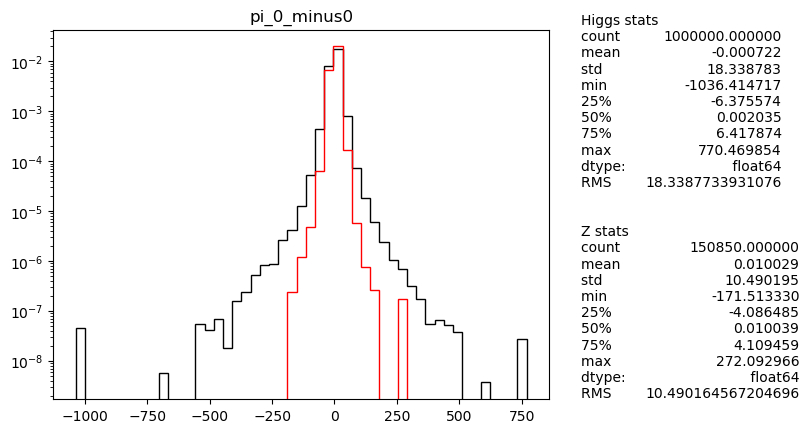 pi_0_minus0
10⁻²
10⁻³
10⁻⁴
10⁻⁵
10⁻⁶
10⁻⁷
10⁻⁸
−1000 −750 −500 −250 0 250 500 750
Higgs stats
count 1000000.000000
mean -0.000722
std 18.338783
min -1036.414717
25% -6.375574
50% 0.002035
75% 6.417874
max 770.469854
dtype: float64
RMS 18.3387733931076
Z stats
count 150850.000000
mean 0.010029
std 10.490195
min -171.513330
25% -4.086485
50% 0.010039
75% 4.109459
max 272.092966
dtype: float64
RMS 10.490164567204696